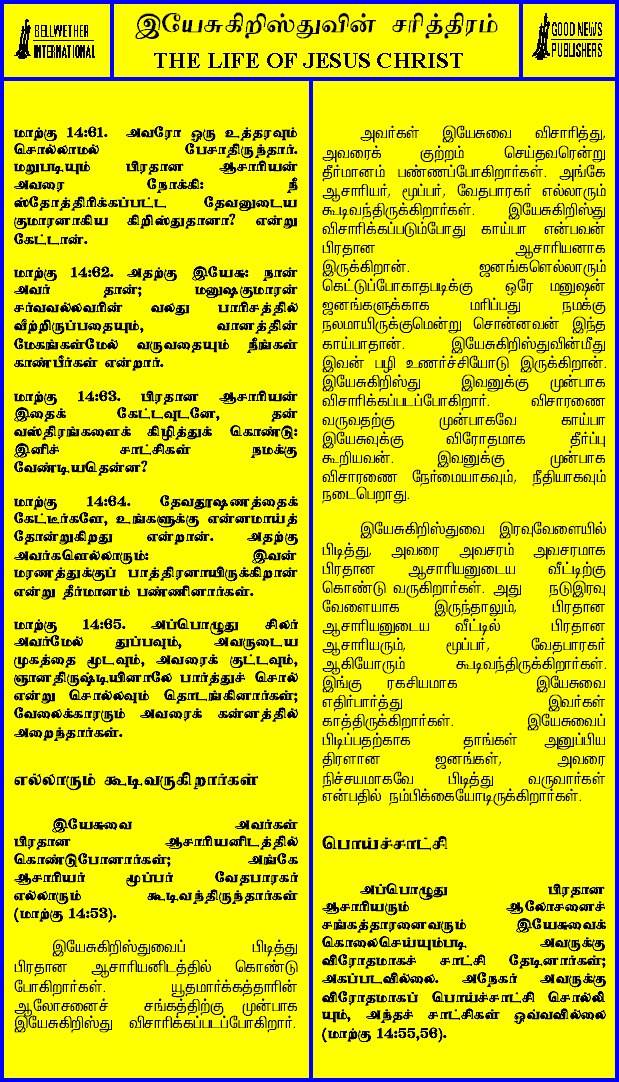 BELLWETHER
INTERNATIONAL
இயேசுகிறிஸ்துவின் சரித்திரம்
THE LIFE OF JESUS CHRIST
GOOD NEWS
PUBLISHERS
மாற்கு 14:61. அவரோ ஒரு உத்தரவும்
சொல்லாமல் பேசாதிருந்தார்.
மறுபடியும் பிரதான ஆசாரியன்
அவரை நோக்கி: நீ
ஸ்தோத்திரிக்கப்பட்ட தேவனுடைய
குமாரனாகிய கிறிஸ்துதானா? என்று
கேட்டான்.
மாற்கு 14:62. அதற்கு இயேசு: நான்
அவர் தான்; மனுஷகுமாரன்
சர்வவல்லவரின் வலது பாரிசத்தில்
வீற்றிருப்பதையும், வானத்தின்
மேகங்கள்மேல் வருவதையும் நீங்கள்
காண்பீர்கள் என்றார்.
மாற்கு 14:63. பிரதான ஆசாரியன்
இதைக் கேட்டவுடனே, தன்
வஸ்திரங்களைக் கிழித்துக் கொண்டு:
இனிச் சாட்சிகள் நமக்கு
வேண்டியதென்ன?
மாற்கு 14:64. தேவதூஷணத்தைக்
கேட்டீர்களே, உங்களுக்கு என்னமாய்த்
தோன்றுகிறது என்றான். அதற்கு
அவர்களெல்லாரும்: இவன்
மரணத்துக்குப் பாத்திரனாயிருக்கிறான்
என்று தீர்மானம் பண்ணினார்கள்.
மாற்கு 14:65. அப்பொழுது சிலர்
அவர்மேல் துப்பவும், அவருடைய
முகத்தை மூடவும், அவரைக் குட்டவும்,
ஞானதிருஷ்டியினாலே பார்த்துச் சொல்
என்று சொல்லவும் தொடங்கினார்கள்;
வேலைக்காரரும் அவரைக் கன்னத்தில்
அறைந்தார்கள்.
எல்லாரும் கூடிவருகிறார்கள்
இயேசுவை அவர்கள்
பிரதான ஆசாரியனிடத்தில்
கொண்டுபோனார்கள்; அங்கே
ஆசாரியர் மூப்பர் வேதபாரகர்
எல்லாரும் கூடிவந்திருந்தார்கள்
(மாற்கு 14:53).
இயேசுகிறிஸ்துவைப் பிடித்து
பிரதான ஆசாரியனிடத்தில் கொண்டு
போகிறார்கள். யூதமார்க்கத்தாரின்
ஆலோசனைச் சங்கத்திற்கு முன்பாக
இயேசுகிறிஸ்து விசாரிக்கப்படப்போகிறார்.
அவர்கள் இயேசுவை விசாரித்து,
அவரைக் குற்றம் செய்தவரென்று
தீர்மானம் பண்ணப்போகிறார்கள். அங்கே
ஆசாரியர், மூப்பர், வேதபாரகர் எல்லாரும்
கூடிவந்திருக்கிறார்கள். இயேசுகிறிஸ்து
விசாரிக்கப்படும்போது காய்பா என்பவன்
பிரதான ஆசாரியனாக
இருக்கிறான். ஜனங்களெல்லாரும்
கெட்டுப்போகாதபடிக்கு ஒரே மனுஷன்
ஜனங்களுக்காக மரிப்பது நமக்கு
நலமாயிருக்குமென்று சொன்னவன் இந்த
காய்பாதான். இயேசுகிறிஸ்துவின்மீது
இவன் பழி உணர்ச்சியோடு இருக்கிறான்.
இயேசுகிறிஸ்து இவனுக்கு முன்பாக
விசாரிக்கப்படப்போகிறார். விசாரணை
வருவதற்கு முன்பாகவே காய்பா
இயேசுவுக்கு விரோதமாக தீர்ப்பு
கூறியவன். இவனுக்கு முன்பாக
விசாரணை நேர்மையாகவும், நீதியாகவும்
நடைபெறாது.
இயேசுகிறிஸ்துவை இரவுவேளையில்
பிடித்து, அவரை அவசரம் அவசரமாக
பிரதான ஆசாரியனுடைய வீட்டிற்கு
கொண்டு வருகிறார்கள். அது நடுஇரவு
வேளையாக இருந்தாலும், பிரதான
ஆசாரியனுடைய வீட்டில் பிரதான
ஆசாரியரும், மூப்பர், வேதபாரகர்
ஆகியோரும் கூடிவந்திருக்கிறார்கள்.
இங்கு ரகசியமாக இயேசுவை
எதிர்பார்த்து இவர்கள்
காத்திருக்கிறார்கள். இயேசுவைப்
பிடிப்பதற்காக தாங்கள் அனுப்பிய
திரளான ஜனங்கள், அவரை
நிச்சயமாகவே பிடித்து வருவார்கள்
என்பதில் நம்பிக்கையோடிருக்கிறார்கள்.
பொய்ச்சாட்சி
அப்பொழுது பிரதான
ஆசாரியரும் ஆலோசனைச்
சங்கத்தாரனைவரும் இயேசுவைக்
கொலைசெய்யும்படி அவருக்கு
விரோதமாகச் சாட்சி தேடினார்கள்;
அகப்படவில்லை. அநேகர் அவருக்கு
விரோதமாகப் பொய்ச்சாட்சி சொல்லி
யும், அந்தச் சாட்சிகள் ஒவ்வவில்லை
(மாற்கு 14:55,56).